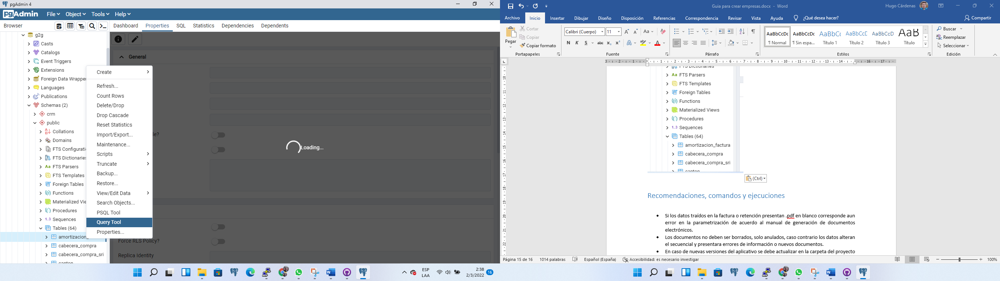 pgAdmin 4
pgAdmin
File
Object
Tools
Help
Browser
Dashboard
Properties
SQL
Statistics
Dependencies
Dependents
g2g
Casts
Catalogs
Event Triggers
Extensions
Foreign Data Wrapper
Languages
Publications
Schemas (2)
crm
public
Collations
Domains
FTS Configurati
FTS Dictionaries
FTS Parsers
FTS Templates
Foreign Tables
Functions
Materialized Vie
Procedures
Sequences
Tables (64)
amortizacion_
cabecera_compra
cabecera_compra_sri
canton
Create
Refresh...
Count Rows
Delete/Drop
Drop Cascade
Reset Statistics
Import/Export...
Maintenance...
Scripts
Truncate
Backup...
Restore...
View/Edit Data
Search Objects...
PSQL Tool
Query Tool
Properties...
General
Loading...
Force RLS Policy?
Replica Identity
ESP
LAA
2:38
2/3/2022
16
Guia para crear empresas.docx - Word
Hugo Cárdenas
Archivo
Inicio
Insertar
Dibujar
Diseño
Disposición
Referencias
Correspondencia
Revisar
Vista
Ayuda
¿Qué desea hacer?
Compartir
Pegar
Cortar
Copiar
Copiar formato
Portapapeles
Calibri (Cuerpo)
11
N K S abc x₂ x²
Fuente
Párrafo
AaBbCcDc
¶ Normal
AaBbCcDc
¶ Sin espa...
AaBbCc
Título 1
AaBbCcC
Título 2
AaBbCcD
Título 3
AaB
Título
Estilos
Buscar
Reemplazar
Seleccionar
Edición
FTS Dictionaries
FTS Parsers
FTS Templates
Foreign Tables
Functions
Materialized Views
Procedures
Sequences
Tables (64)
amortizacion_factura
cabecera_compra
cabecera_compra_sri
canton
(Ctrl)
Recomendaciones, comandos y ejecuciones
Si los datos traídos en la factura o retención presentan .pdf en blanco corresponde aun
error en la parametrización de acuerdo al manual de generación de documentos
electrónicos.
Los documentos no deben ser borrados, solo anulados, caso contrario los datos alteran
el secuencial y presentara errores de información o nuevos documentos.
En caso de nuevas versiones del aplicativo se debe actualizar en la carpeta del proyecto
Página 15 de 16
1014 palabras
Español (España)
Accesibilidad: es necesario investigar
100%